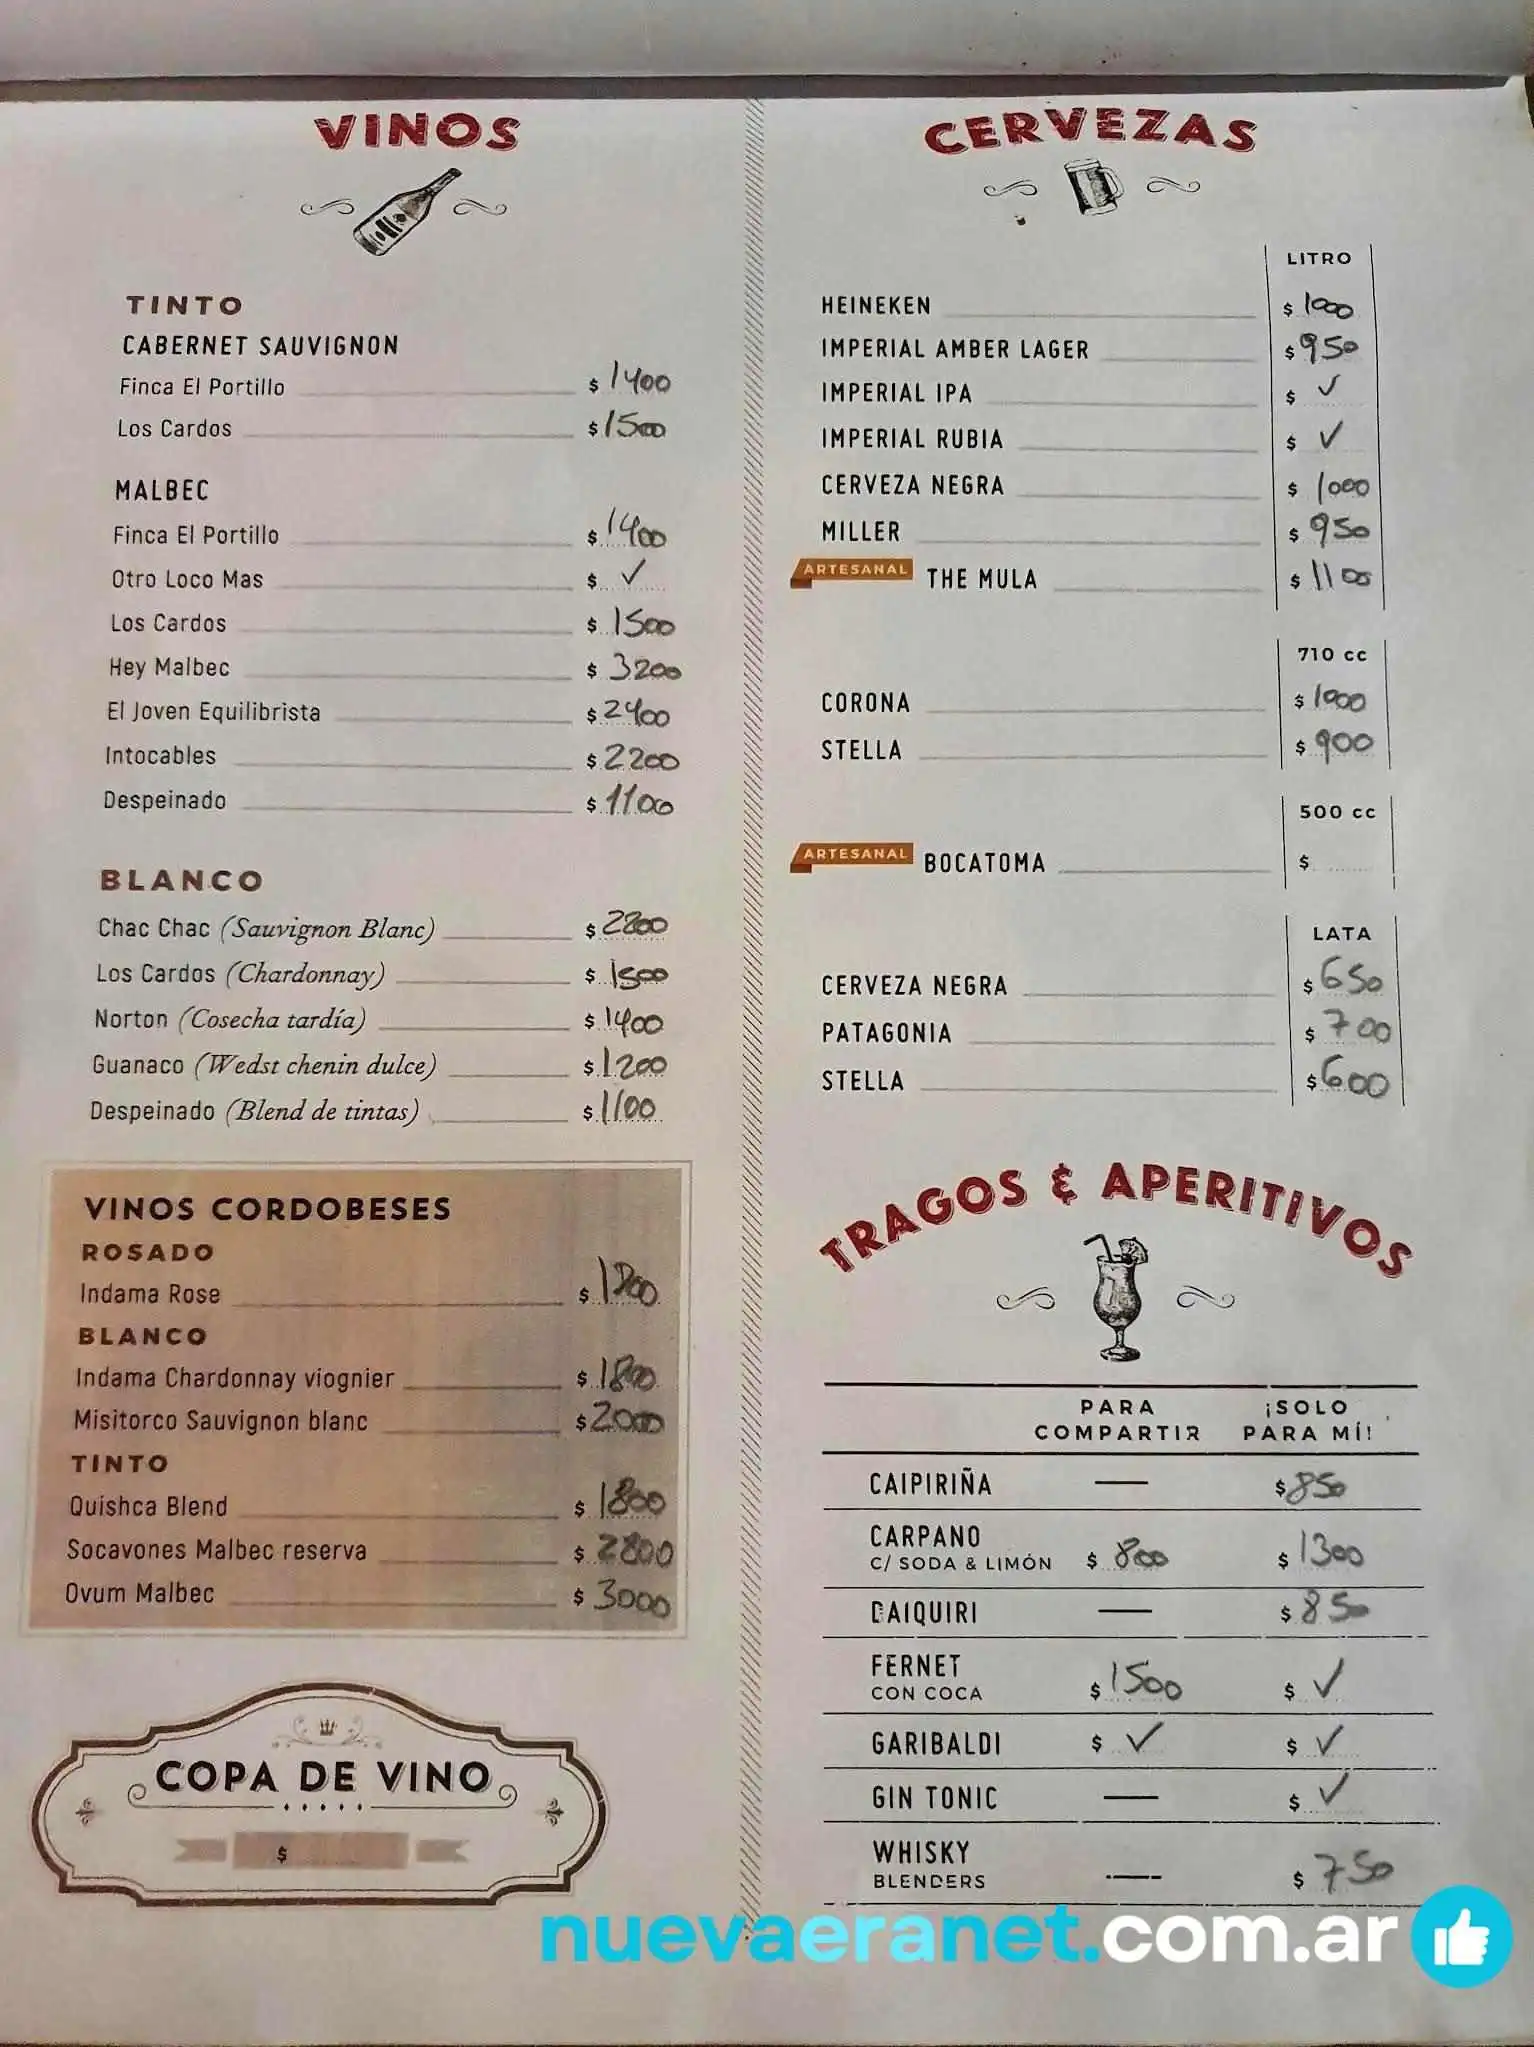 VINOS
TINTO
CABERNET SAUVIGNON
Finca El Portillo $ 1400
Los Cardos $ 1500
MALBEC
Finca El Portillo $ 1400
Otro Loco Mas $ ✓
Los Cardos $ 1500
Hey Malbec $ 3200
El Joven Equilibrista $ 2400
Intocables $ 2200
Despeinado $ 1100
BLANCO
Chac Chac (Sauvignon Blanc) $ 2200
Los Cardos (Chardonnay) $ 1500
Norton (Cosecha tardía) $ 1400
Guanaco (Wedst chenin dulce) $ 1200
Despeinado (Blend de tintas) $ 1100
VINOS CORDOBESES
ROSADO
Indama Rose $
BLANCO
Indama Chardonnay viognier $ 1800
Misitorco Sauvignon blanc $ 2000
TINTO
Quishca Blend $ 1800
Socavones Malbec reserva $ 2800
Ovum Malbec $ 3000
COPA DE VINO
$
CERVEZAS
LITRO
HEINEKEN $ 1000
IMPERIAL AMBER LAGER $ 950
IMPERIAL IPA $ ✓
IMPERIAL RUBIA $ ✓
CERVEZA NEGRA $ 1000
MILLER $ 950
ARTESANAL THE MULA $ 1100
710 cc
CORONA $ 1000
STELLA $ 900
500 cc
ARTESANAL BOCATOMA $
LATA
CERVEZA NEGRA $ 650
PATAGONIA $ 700
STELLA $ 600
TRAGOS & APERITIVOS
PARA ¡SOLO
COMPARTIR PARA MÍ!
CAIPIRIÑA — $ 850
CARPANO
C/ SODA & LIMÓN $ 800 $ 1300
DAIQUIRI — $ 850
FERNET
CON COCA $ 1500 $ ✓
GARIBALDI $ ✓ $ ✓
GIN TONIC — $ ✓
WHISKY
BLENDERS — $ 750
nuevaeranet.com.ar